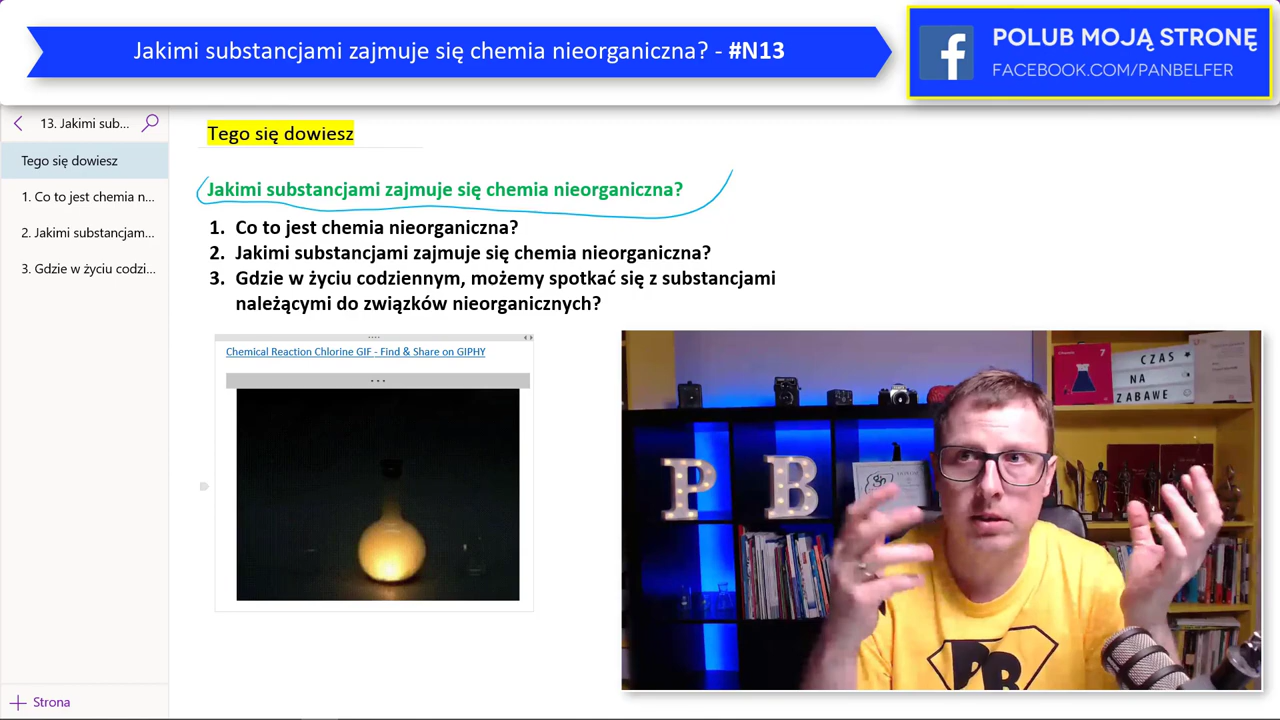 Jakimi substancjami zajmuje się chemia nieorganiczna? - #N13
POLUB MOJĄ STRONĘ
FACEBOOK.COM/PANBELFER
13. Jakimi sub...
Tego się dowiesz
1. Co to jest chemia n...
2. Jakimi substancjam...
3. Gdzie w życiu codzi...
Strona
Tego się dowiesz
Jakimi substancjami zajmuje się chemia nieorganiczna?
1. Co to jest chemia nieorganiczna?
2. Jakimi substancjami zajmuje się chemia nieorganiczna?
3. Gdzie w życiu codziennym, możemy spotkać się z substancjami
należącymi do związków nieorganicznych?
Chemical Reaction Chlorine GIF - Find & Share on GIPHY
7
CZAS
NA
ZABAWE
P B
PB